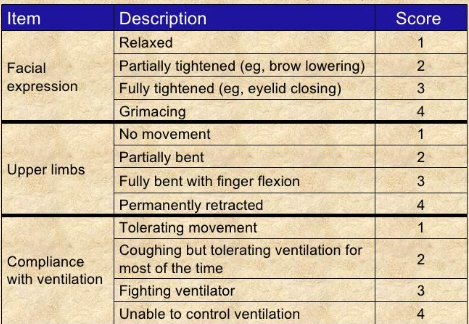 Item Description Score
Facial expression
Relaxed 1
Partially tightened (eg, brow lowering) 2
Fully tightened (eg, eyelid closing) 3
Grimacing 4
Upper limbs
No movement 1
Partially bent 2
Fully bent with finger flexion 3
Permanently retracted 4
Compliance with ventilation
Tolerating movement 1
Coughing but tolerating ventilation for
most of the time 2
Fighting ventilator 3
Unable to control ventilation 4